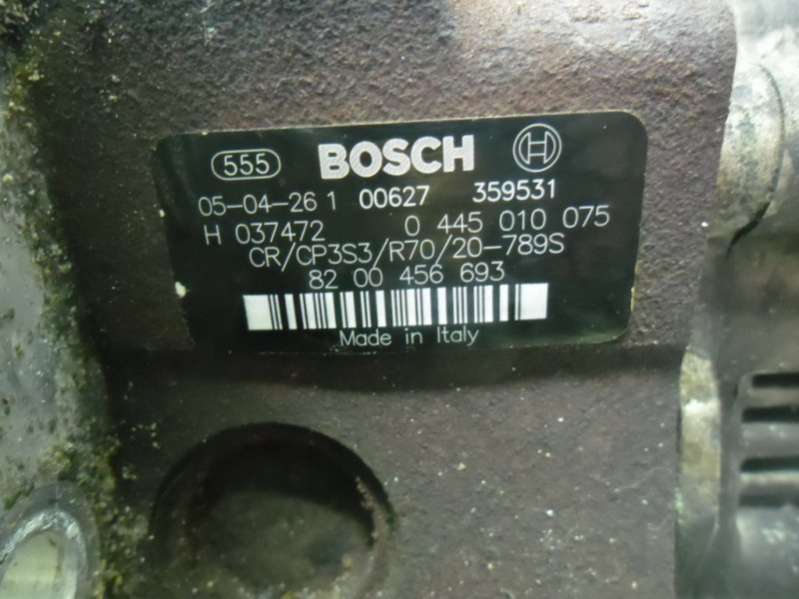 555 BOSCH
05-04-26 1 00627 359531
H 037472 0 445 010 075
CR/CP3S3/R70/20-789S
82 00 456 693
Made in Italy